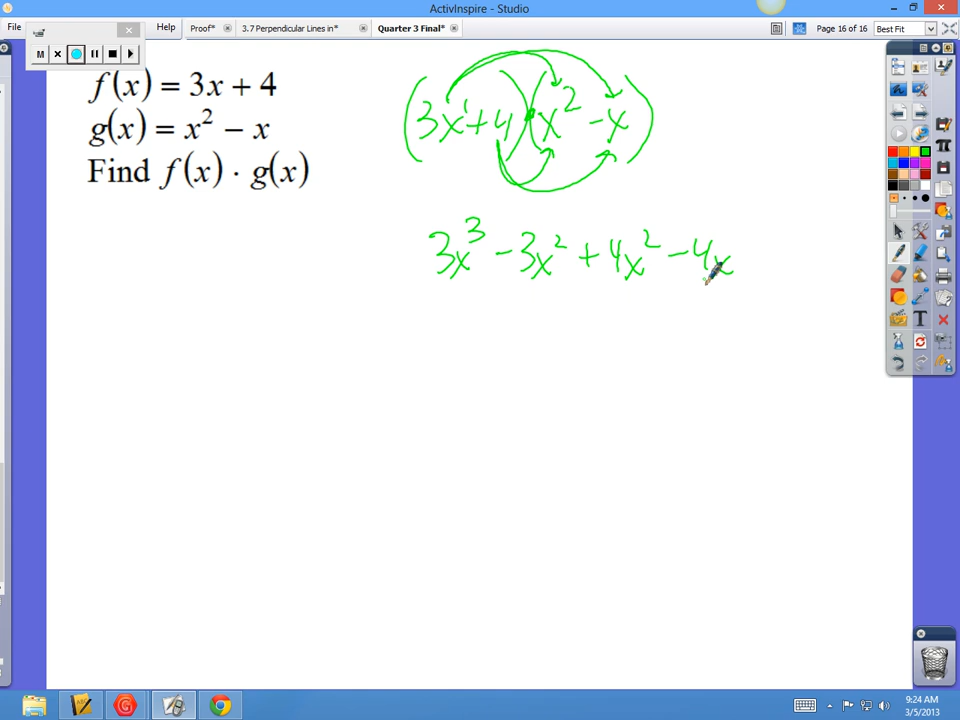 ActivInspire - Studio
File
Help
Proof*
3.7 Perpendicular Lines in*
Quarter 3 Final*
Page 16 of 16
Best Fit
M
f(x) = 3x + 4
g(x) = x² − x
Find f(x) · g(x)
(3x¹+4)·(x²−x)
3x³ − 3x² + 4x² − 4x
T
9:24 AM
3/5/2013